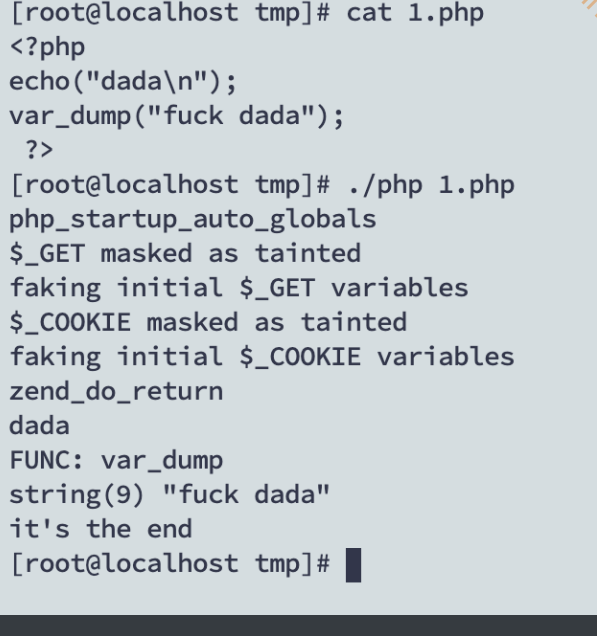 [root@localhost tmp]# cat 1.php
<?php
echo("dada\n");
var_dump("fuck dada");
 ?>
[root@localhost tmp]# ./php 1.php
php_startup_auto_globals
$_GET masked as tainted
faking initial $_GET variables
$_COOKIE masked as tainted
faking initial $_COOKIE variables
zend_do_return
dada
FUNC: var_dump
string(9) "fuck dada"
it's the end
[root@localhost tmp]#